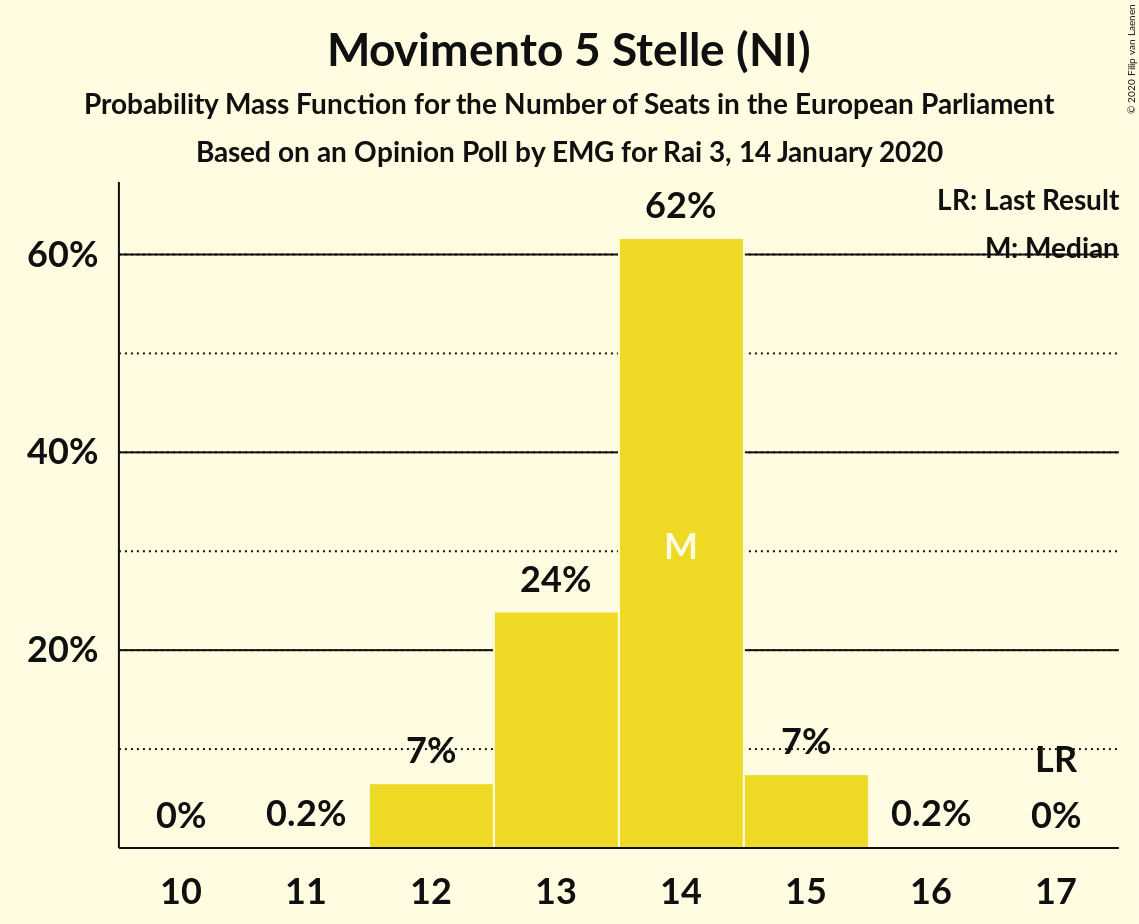 Movimento 5 Stelle (NI)
Probability Mass Function for the Number of Seats in the European Parliament
Based on an Opinion Poll by EMG for Rai 3, 14 January 2020
© 2020 Filip van Laenen
LR: Last Result
M: Median
62%
60%
40%
M
24%
20%
7%
7%
LR
0%
0.2%
0.2%
0%
10 11 12 13 14 15 16 17